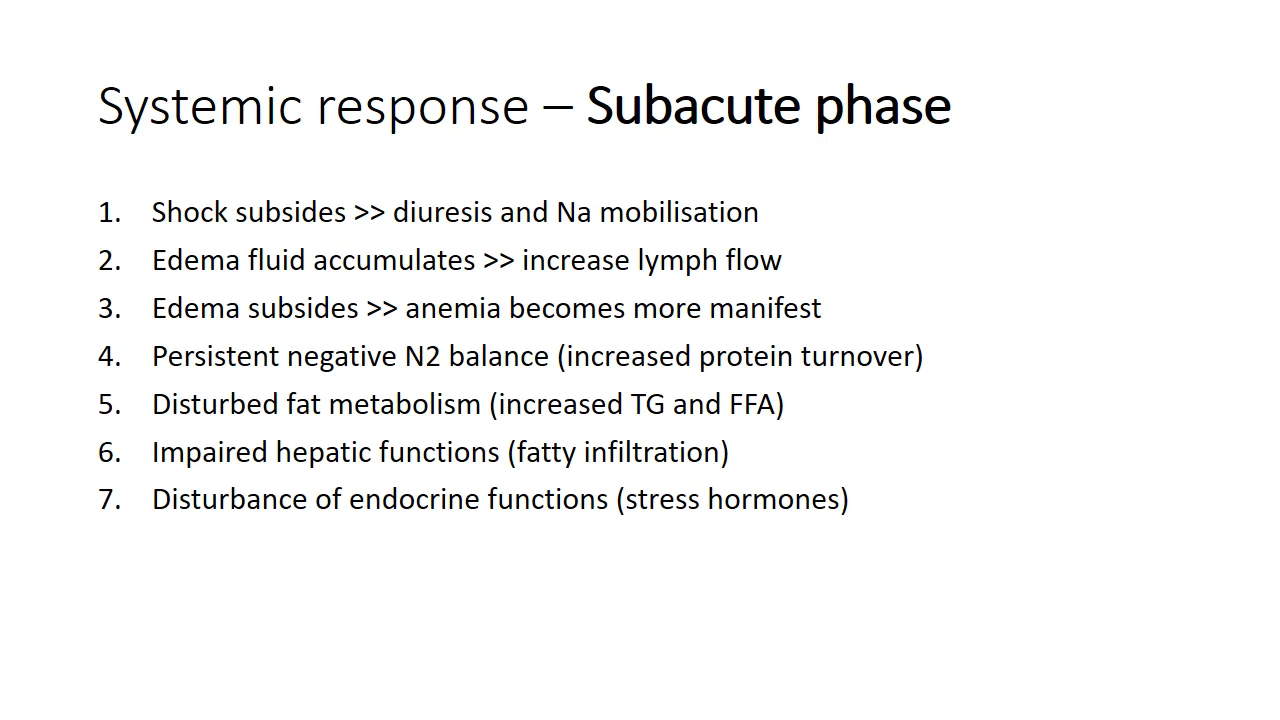 Systemic response – Subacute phase
1. Shock subsides >> diuresis and Na mobilisation
2. Edema fluid accumulates >> increase lymph flow
3. Edema subsides >> anemia becomes more manifest
4. Persistent negative N2 balance (increased protein turnover)
5. Disturbed fat metabolism (increased TG and FFA)
6. Impaired hepatic functions (fatty infiltration)
7. Disturbance of endocrine functions (stress hormones)